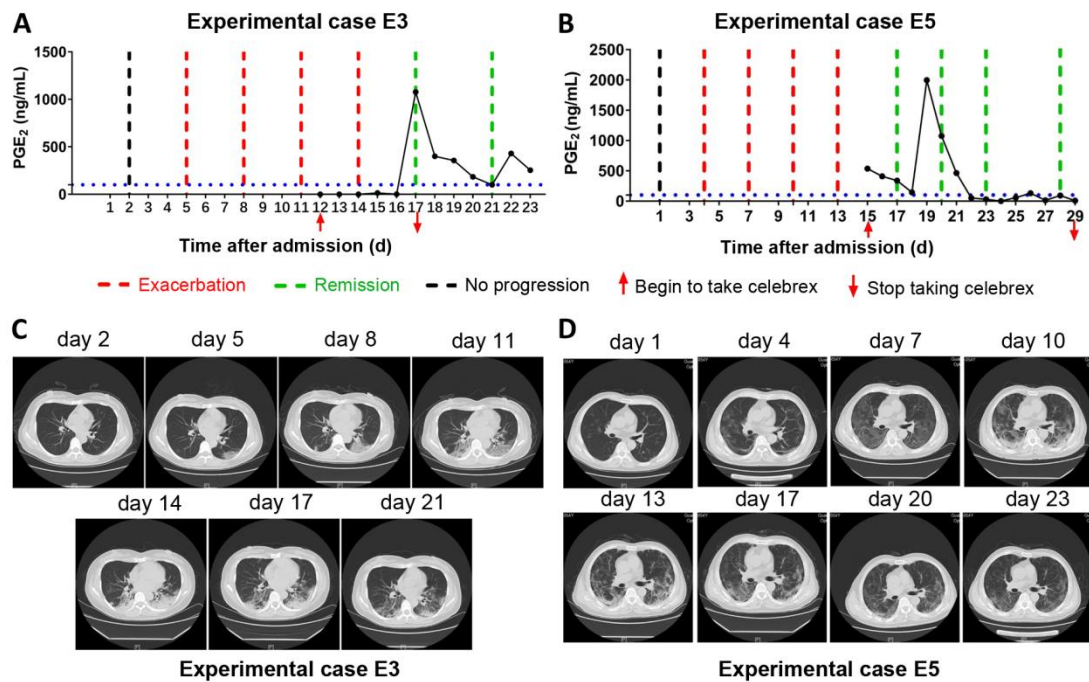 A Experimental case E3
1500
1000
500
0
PGE₂ (ng/mL)
1 2 3 4 5 6 7 8 9 10 11 12 13 14 15 16 17 18 19 20 21 22 23
Time after admission (d)
B Experimental case E5
2500
2000
1500
1000
500
0
PGE₂ (ng/mL)
1 3 5 7 9 11 13 15 17 19 21 23 25 27 29
Time after admission (d)
Exacerbation Remission No progression Begin to take celebrex Stop taking celebrex
C day 2 day 5 day 8 day 11
day 14 day 17 day 21
Experimental case E3
D day 1 day 4 day 7 day 10
day 13 day 17 day 20 day 23
Experimental case E5